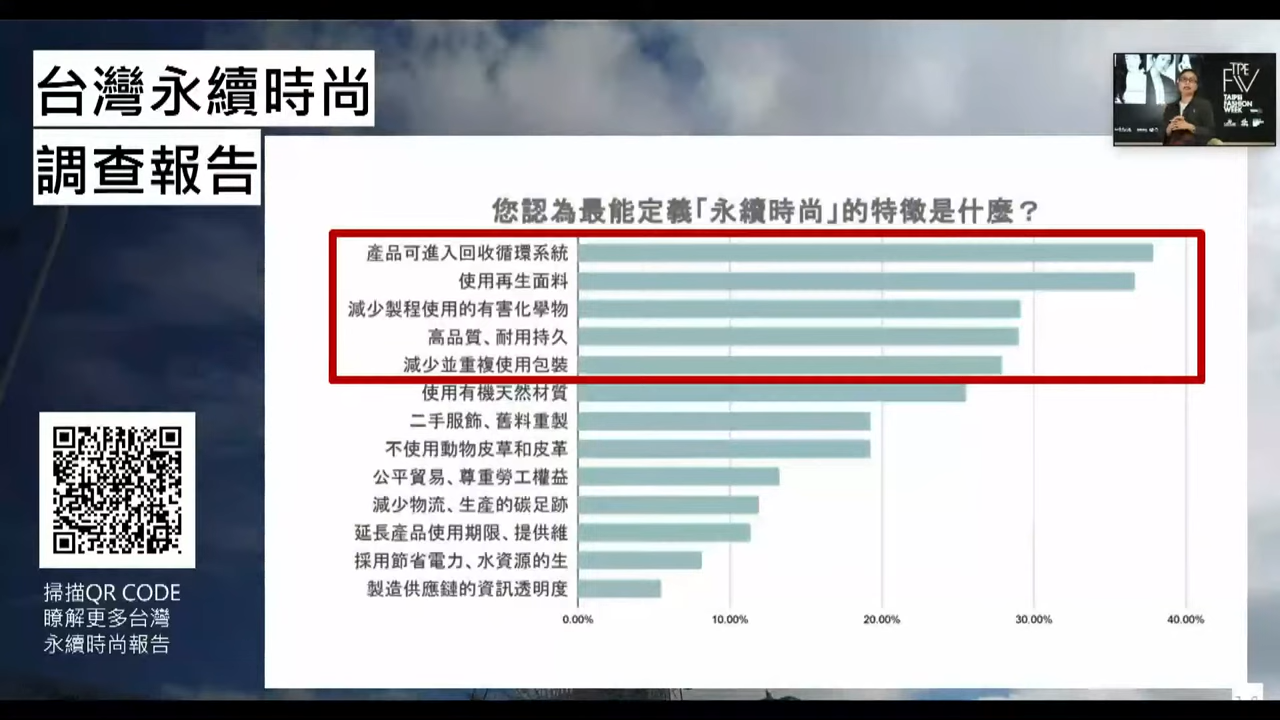 台灣永續時尚
調查報告
TPE
FW
TAIPEI
FASHION
WEEK
您認為最能定義「永續時尚」的特徵是什麼？
產品可進入回收循環系統
使用再生面料
減少製程使用的有害化學物
高品質、耐用持久
減少並重複使用包裝
使用有機天然材質
二手服飾、舊料重製
不使用動物皮草和皮革
公平貿易、尊重勞工權益
減少物流、生產的碳足跡
延長產品使用期限、提供維
採用節省電力、水資源的生
製造供應鏈的資訊透明度
0.00% 10.00% 20.00% 30.00% 40.00%
掃描QR CODE
瞭解更多台灣
永續時尚報告